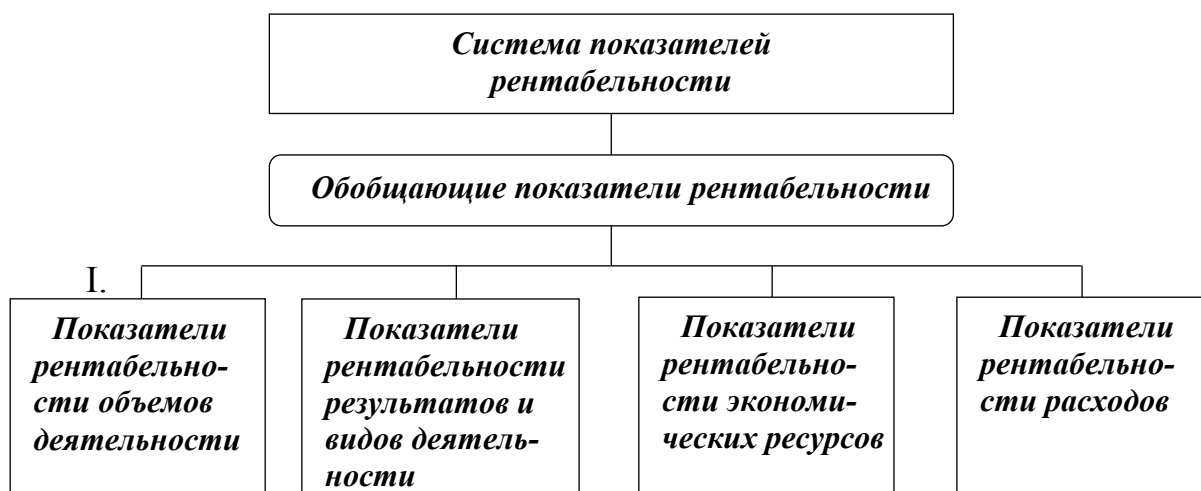 Система показателей
рентабельности
Обобщающие показатели рентабельности
I.
Показатели
рентабельно-
сти объемов
деятельности
Показатели
рентабельности
результатов и
видов деятель-
ности
Показатели
рентабельно-
сти экономи-
ческих ресурсов
Показатели
рентабельно-
сти расходов